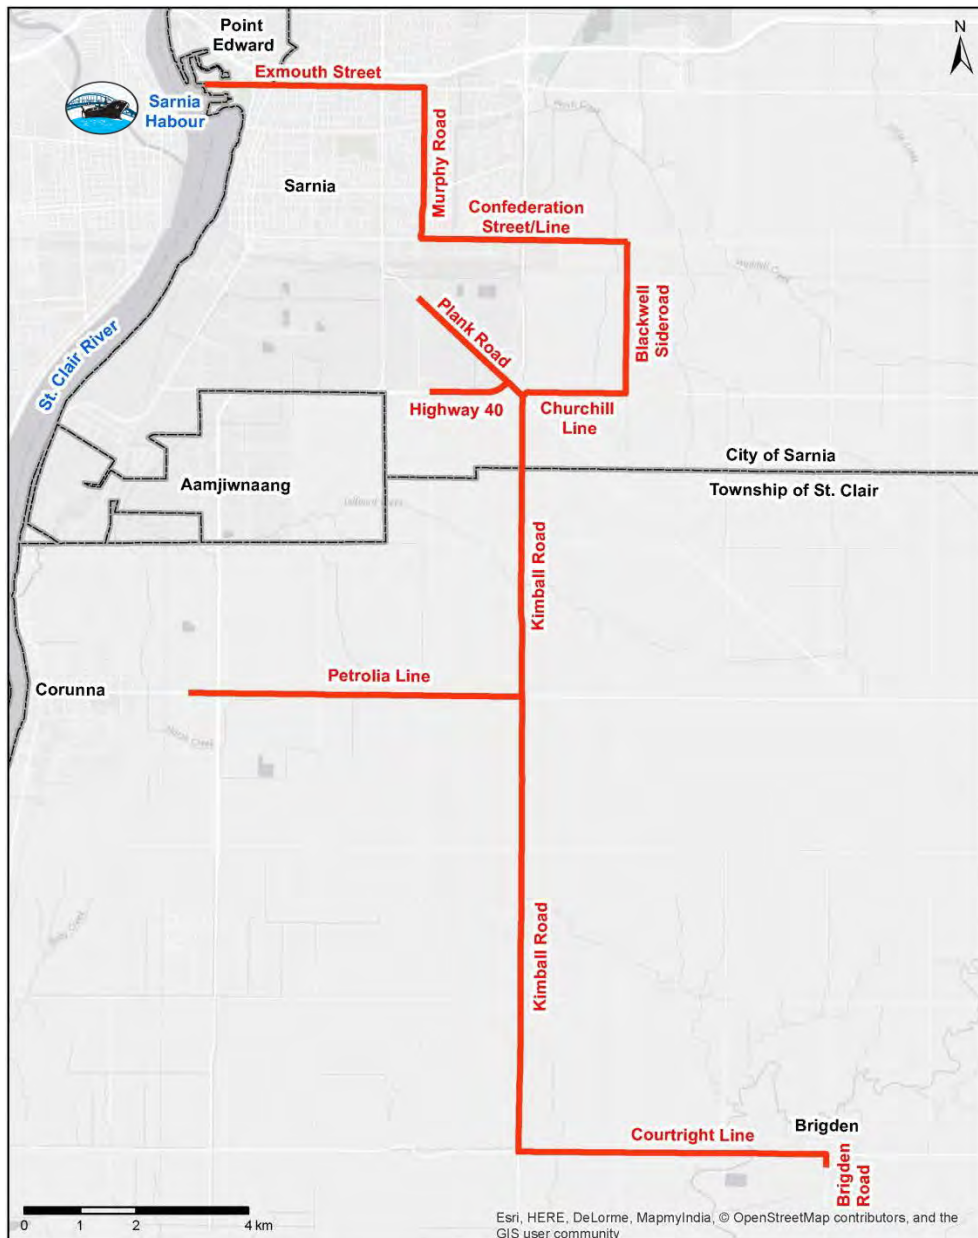 Point
Edward
N
Exmouth Street
Sarnia
Habour
Murphy Road
Sarnia
Confederation
Street/Line
Plank Road
Blackwell
Sideroad
St. Clair River
Highway 40
Churchill
Line
City of Sarnia
Aamjiwnaang
Township of St. Clair
Kimball Road
Petrolia Line
Corunna
Kimball Road
Brigden
Courtright Line
Brigden
Road
0 1 2 4 km
Esri, HERE, DeLorme, MapmyIndia, © OpenStreetMap contributors, and the
GIS user community